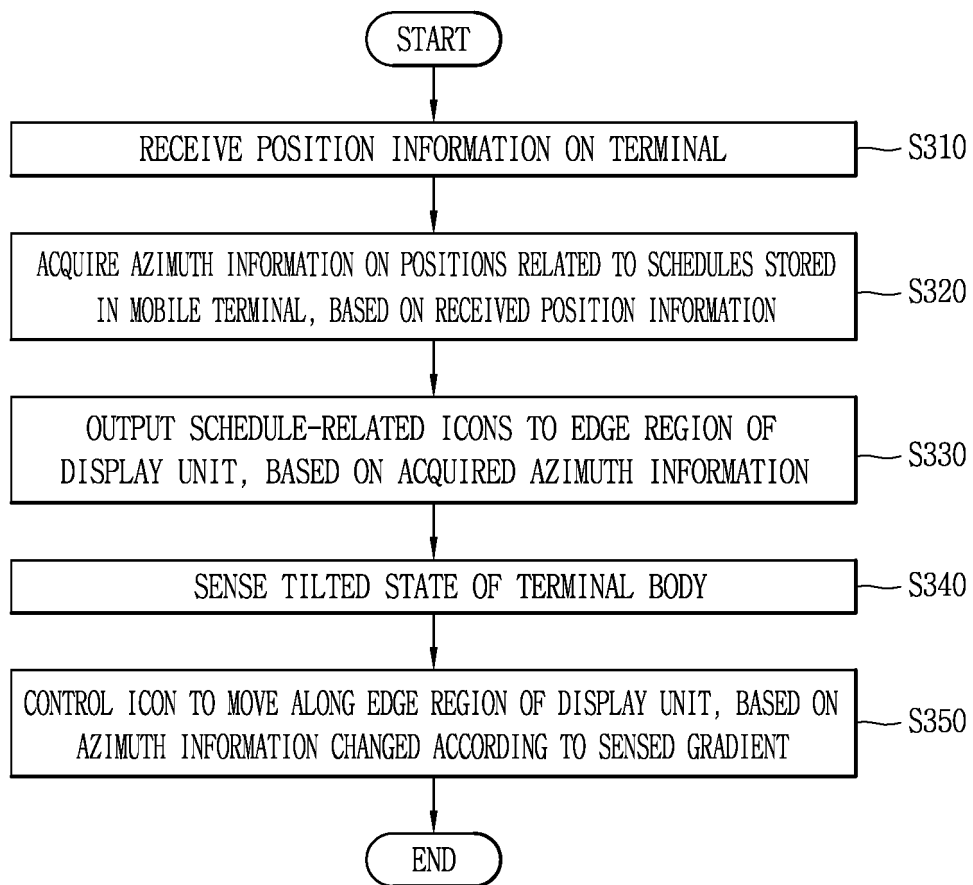 START
RECEIVE POSITION INFORMATION ON TERMINAL
S310
ACQUIRE AZIMUTH INFORMATION ON POSITIONS RELATED TO SCHEDULES STORED
IN MOBILE TERMINAL, BASED ON RECEIVED POSITION INFORMATION
S320
OUTPUT SCHEDULE-RELATED ICONS TO EDGE REGION OF
DISPLAY UNIT, BASED ON ACQUIRED AZIMUTH INFORMATION
S330
SENSE TILTED STATE OF TERMINAL BODY
S340
CONTROL ICON TO MOVE ALONG EDGE REGION OF DISPLAY UNIT, BASED ON
AZIMUTH INFORMATION CHANGED ACCORDING TO SENSED GRADIENT
S350
END